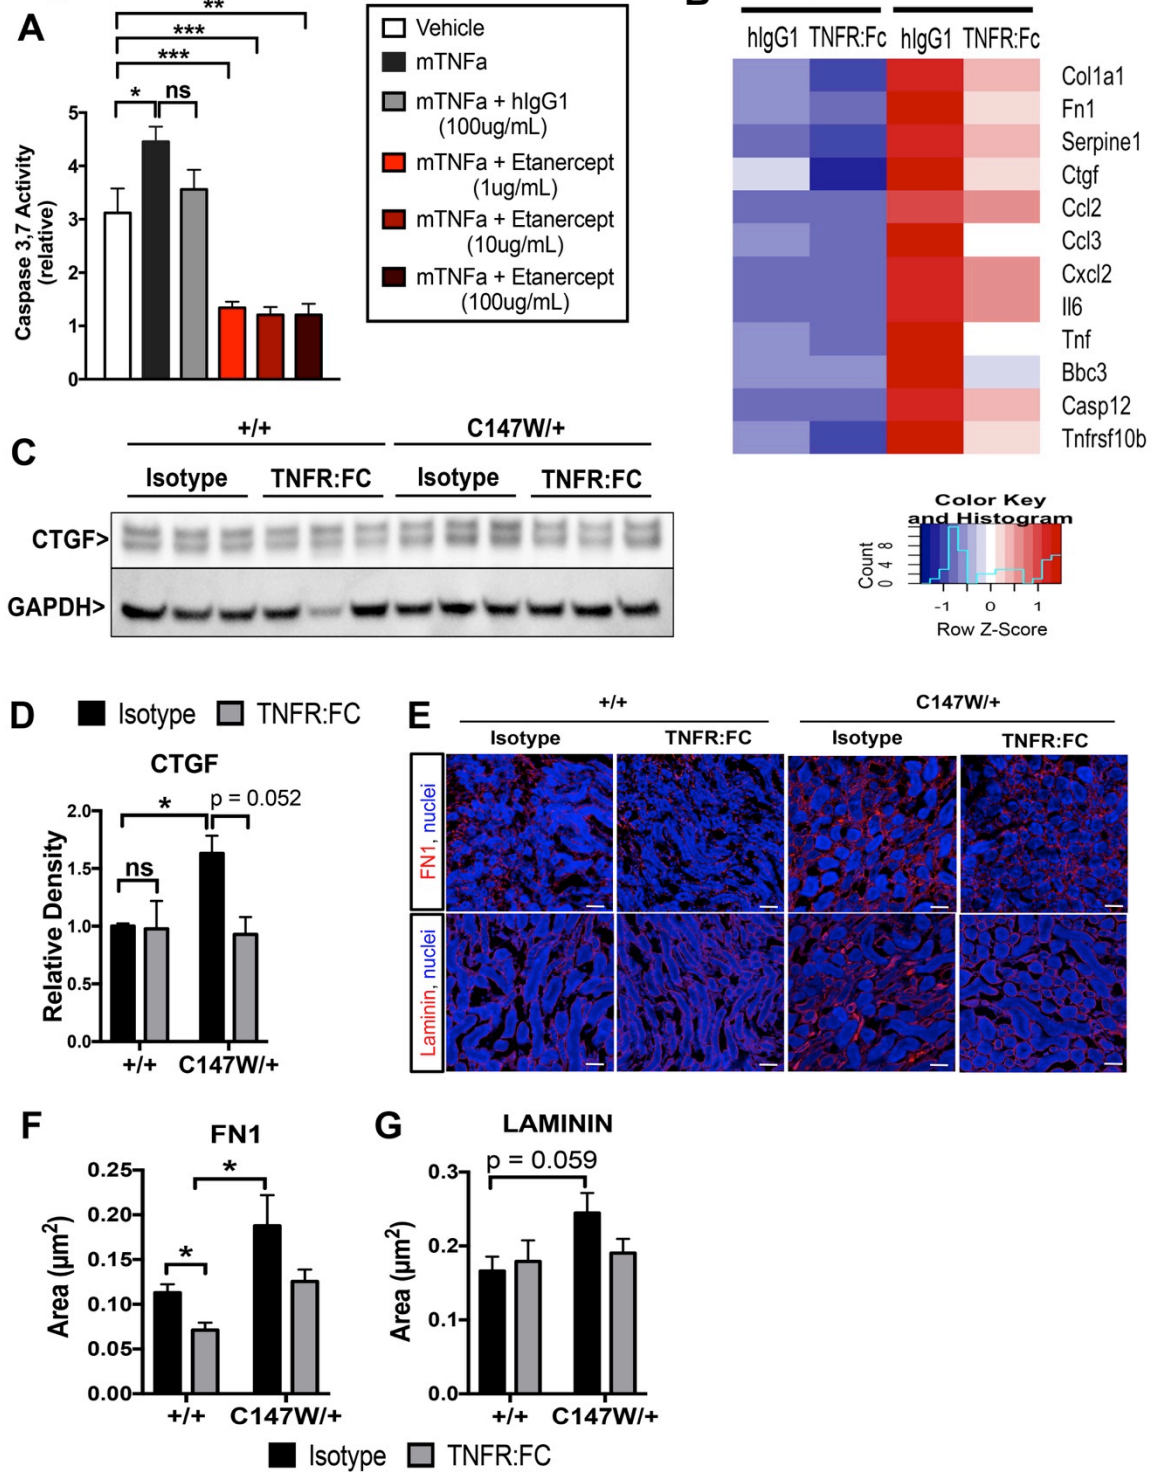 A
**
***
***
*
ns
Caspase 3,7 Activity
(relative)
5
4
3
2
1
0
Vehicle
mTNFa
mTNFa + hIgG1
(100ug/mL)
mTNFa + Etanercept
(1ug/mL)
mTNFa + Etanercept
(10ug/mL)
mTNFa + Etanercept
(100ug/mL)
hIgG1 TNFR:Fc hIgG1 TNFR:Fc
Col1a1
Fn1
Serpine1
Ctgf
Ccl2
Ccl3
Cxcl2
Il6
Tnf
Bbc3
Casp12
Tnfrsf10b
Color Key
and Histogram
Count
0 4 8
-1 0 1
Row Z-Score
C
+/+ C147W/+
Isotype TNFR:FC Isotype TNFR:FC
CTGF>
GAPDH>
D
Isotype TNFR:FC
CTGF
* p = 0.052
ns
Relative Density
2.0
1.5
1.0
0.5
0.0
+/+ C147W/+
E
+/+ C147W/+
Isotype TNFR:FC Isotype TNFR:FC
FN1, nuclei
Laminin, nuclei
F
FN1
*
*
Area (µm²)
0.25
0.20
0.15
0.10
0.05
0.00
+/+ C147W/+
G
LAMININ
p = 0.059
Area (µm²)
0.3
0.2
0.1
0.0
+/+ C147W/+
Isotype TNFR:FC